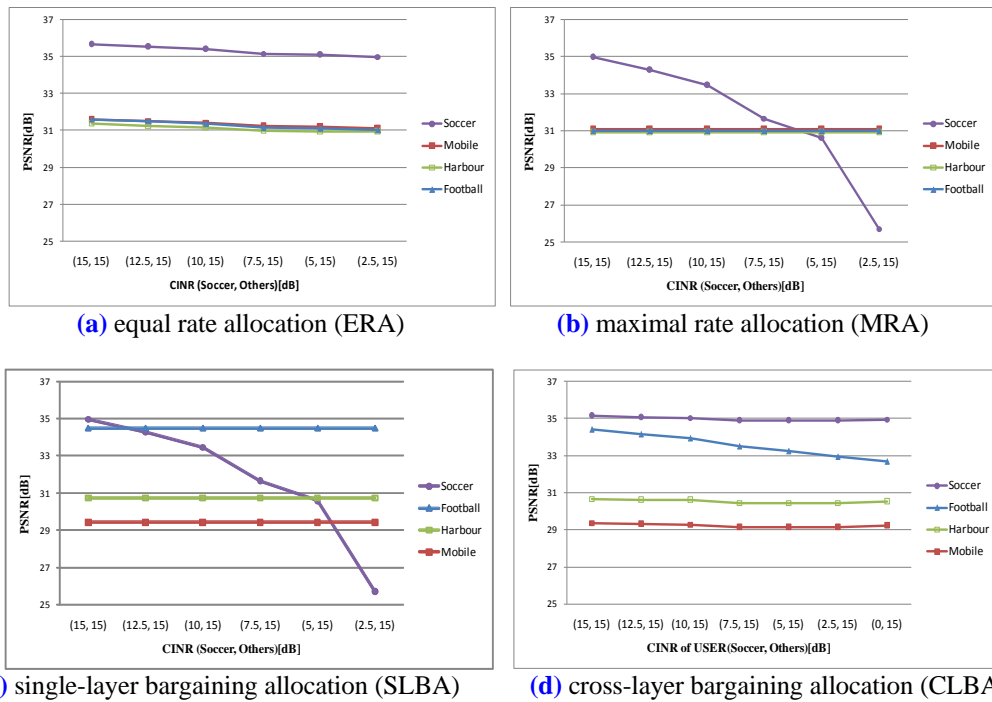 37
35
33
31
29
27
25
PSNR[dB]
(15, 15) (12.5, 15) (10, 15) (7.5, 15) (5, 15) (2.5, 15)
CINR (Soccer, Others)[dB]
Soccer
Mobile
Harbour
Football
(a) equal rate allocation (ERA)
37
35
33
31
29
27
25
PSNR[dB]
(15, 15) (12.5, 15) (10, 15) (7.5, 15) (5, 15) (2.5, 15)
CINR (Soccer, Others)[dB]
Soccer
Mobile
Harbour
Football
(b) maximal rate allocation (MRA)
37
35
33
31
29
27
25
PSNR[dB]
(15, 15) (12.5, 15) (10, 15) (7.5, 15) (5, 15) (2.5, 15)
CINR (Soccer, Others)[dB]
Soccer
Football
Harbour
Mobile
) single-layer bargaining allocation (SLBA)
37
35
33
31
29
27
25
PSNR[dB]
(15, 15) (12.5, 15) (10, 15) (7.5, 15) (5, 15) (2.5, 15) (0, 15)
CINR of USER(Soccer, Others)[dB]
Soccer
Football
Harbour
Mobile
(d) cross-layer bargaining allocation (CLBA